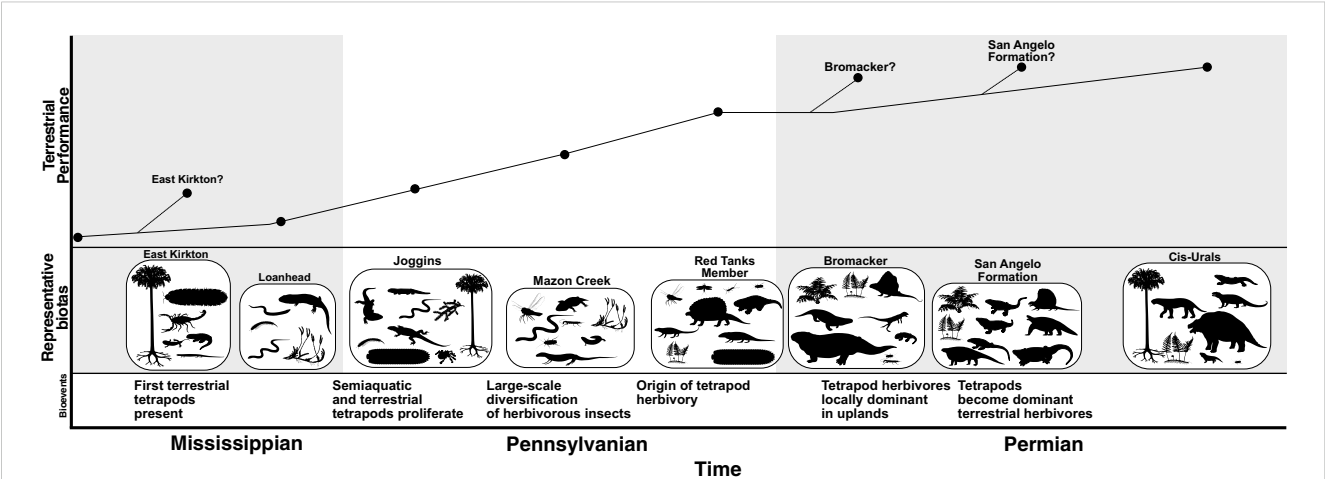 Terrestrial
Performance
East Kirkton?
Bromacker?
San Angelo
Formation?
Representative
biotas
East Kirkton
Loanhead
Joggins
Mazon Creek
Red Tanks
Member
Bromacker
San Angelo
Formation
Cis-Urals
Bioevents
First terrestrial
tetrapods
present
Semiaquatic
and terrestrial
tetrapods proliferate
Large-scale
diversification
of herbivorous insects
Origin of tetrapod
herbivory
Tetrapod herbivores
locally dominant
in uplands
Tetrapods
become dominant
terrestrial herbivores
Mississippian
Pennsylvanian
Permian
Time